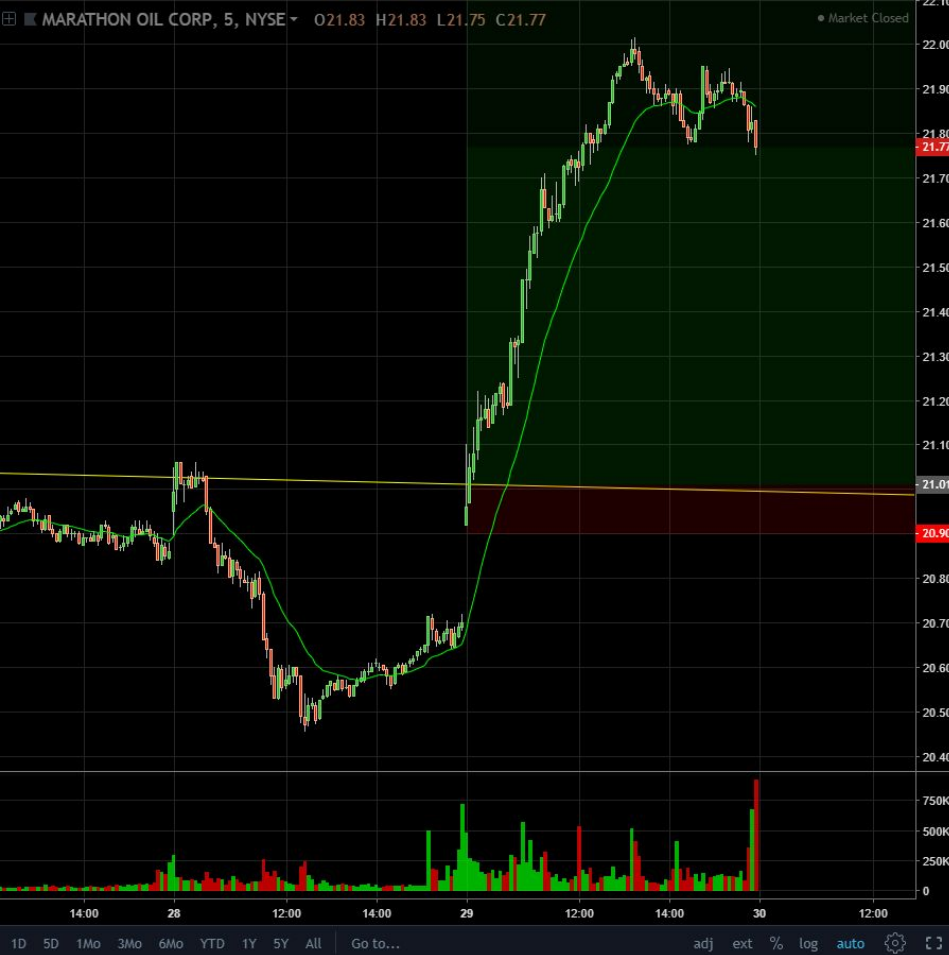 MARATHON OIL CORP, 5, NYSE O21.83 H21.83 L21.75 C21.77
Market Closed
22.10
22.00
21.90
21.80
21.77
21.70
21.60
21.50
21.40
21.30
21.20
21.10
21.01
20.90
20.80
20.70
20.60
20.50
20.40
750K
500K
250K
0
14:00 28 12:00 14:00 29 12:00 14:00 30 12:00
1D 5D 1Mo 3Mo 6Mo YTD 1Y 5Y All Go to... adj ext % log auto